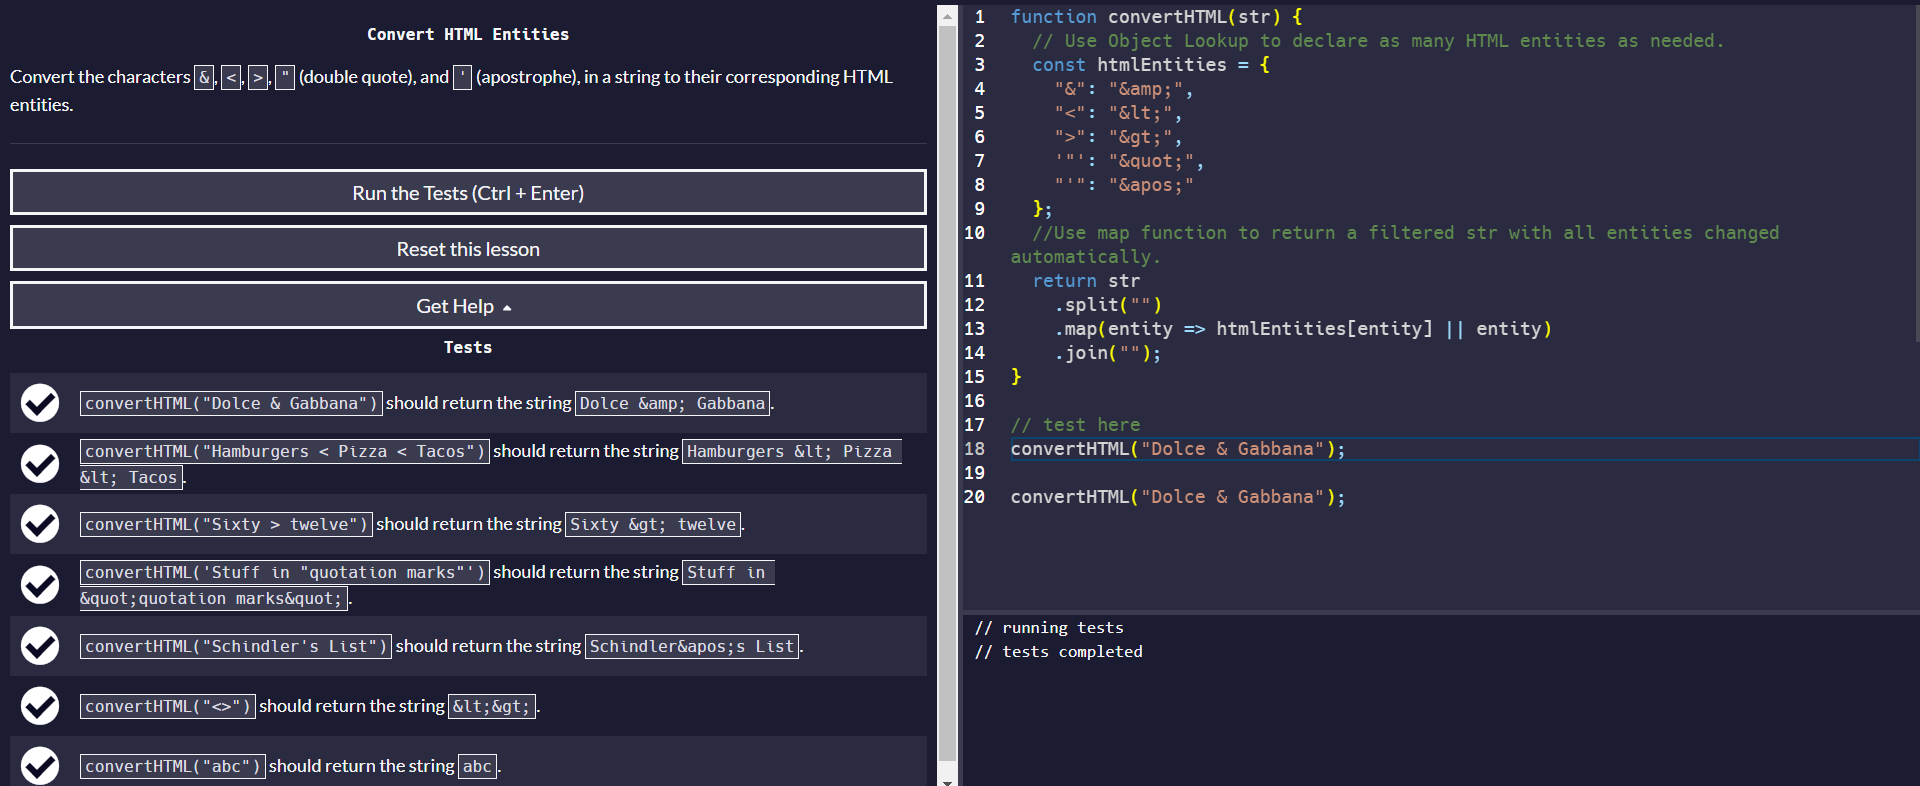 Convert HTML Entities
Convert the characters &, <, >, " (double quote), and ' (apostrophe), in a string to their corresponding HTML
entities.
Run the Tests (Ctrl + Enter)
Reset this lesson
Get Help
Tests
convertHTML("Dolce & Gabbana") should return the string Dolce &amp; Gabbana.
convertHTML("Hamburgers < Pizza < Tacos") should return the string Hamburgers &lt; Pizza
&lt; Tacos.
convertHTML("Sixty > twelve") should return the string Sixty &gt; twelve.
convertHTML('Stuff in "quotation marks"') should return the string Stuff in
&quot;quotation marks&quot;.
convertHTML("Schindler's List") should return the string Schindler&apos;s List.
convertHTML("<>") should return the string &lt;&gt;.
convertHTML("abc") should return the string abc.
1 function convertHTML(str) {
2 // Use Object Lookup to declare as many HTML entities as needed.
3 const htmlEntities = {
4 "&": "&amp;",
5 "<": "&lt;",
6 ">": "&gt;",
7 '"': "&quot;",
8 "'": "&apos;"
9 };
10 //Use map function to return a filtered str with all entities changed
automatically.
11 return str
12 .split("")
13 .map(entity => htmlEntities[entity] || entity)
14 .join("");
15 }
16
17 // test here
18 convertHTML("Dolce & Gabbana");
19
20 convertHTML("Dolce & Gabbana");
// running tests
// tests completed